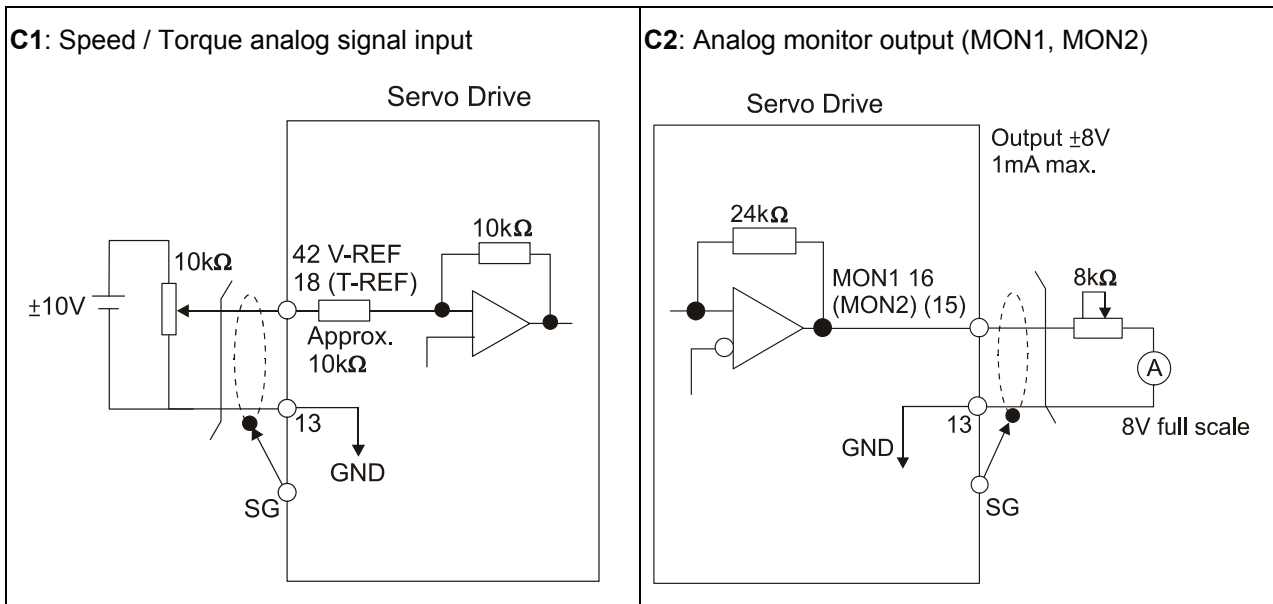 C1: Speed / Torque analog signal input
Servo Drive
10kΩ
42 V-REF
18 (T-REF)
10kΩ
±10V
Approx.
10kΩ
13
GND
SG
C2: Analog monitor output (MON1, MON2)
Servo Drive
Output ±8V
1mA max.
24kΩ
MON1 16
(MON2) (15)
8kΩ
A
13
8V full scale
GND
SG